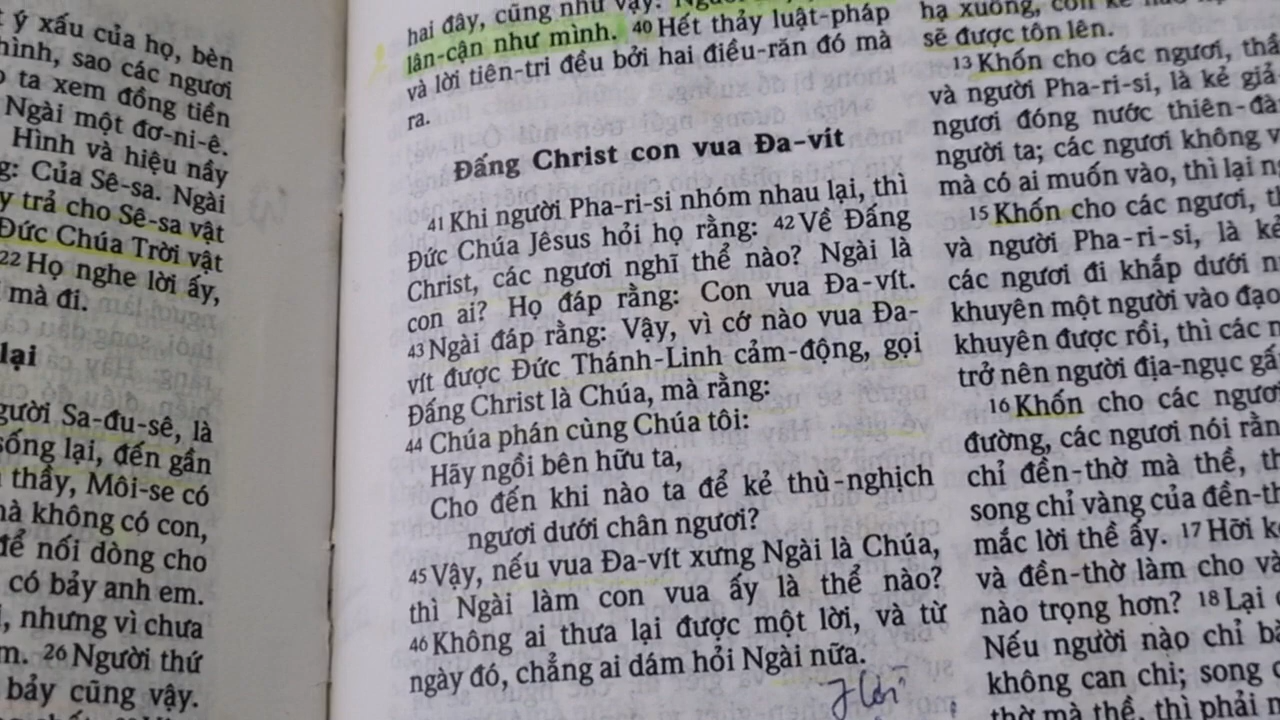 ý xấu của họ, bèn
hình, sao các ngươi
ta xem đồng tiền
Ngài một đơ-ni-ê.
Hình và hiệu nầy
Của Sê-sa. Ngài
trả cho Sê-sa vật
Đức Chúa Trời vật
22 Họ nghe lời ấy,
mà đi.
lại
người Sa-đu-sê, là
sống lại, đến gần
thầy, Môi-se có
mà không có con,
để nối dòng cho
có bảy anh em.
nhưng vì chưa
26 Người thứ
bảy cũng vậy.
hai đây, cũng như vậy:
lân-cận như mình. 40 Hết thảy luật-pháp
và lời tiên-tri đều bởi hai điều-răn đó mà
ra.
Đấng Christ con vua Đa-vít
41 Khi người Pha-ri-si nhóm nhau lại, thì
Đức Chúa Jêsus hỏi họ rằng: 42 Về Đấng
Christ, các ngươi nghĩ thể nào? Ngài là
con ai? Họ đáp rằng: Con vua Đa-vít.
43 Ngài đáp rằng: Vậy, vì cớ nào vua Đa-
vít được Đức Thánh-Linh cảm-động, gọi
Đấng Christ là Chúa, mà rằng:
44 Chúa phán cùng Chúa tôi:
Hãy ngồi bên hữu ta,
Cho đến khi nào ta để kẻ thù-nghịch
ngươi dưới chân ngươi?
45 Vậy, nếu vua Đa-vít xưng Ngài là Chúa,
thì Ngài làm con vua ấy là thể nào?
46 Không ai thưa lại được một lời, và từ
ngày đó, chẳng ai dám hỏi Ngài nữa.
hạ xuống, còn kẻ
sẽ được tôn lên.
13 Khốn cho các ngươi,
và người Pha-ri-si, là kẻ giả
ngươi đóng nước thiên-đà
người ta; các ngươi không v
mà có ai muốn vào, thì lại
15 Khốn cho các ngươi,
và người Pha-ri-si, là kẻ
các ngươi đi khắp dưới
khuyên một người vào đạo
khuyên được rồi, thì các
trở nên người địa-ngục gấ
16 Khốn cho các ngươ
đường, các ngươi nói rằn
chỉ đền-thờ mà thề, th
song chỉ vàng của đền-th
mắc lời thề ấy. 17 Hỡi
và đền-thờ làm cho và
nào trọng hơn? 18 Lại
Nếu người nào chỉ
không can chi; song
thờ mà thề, thì phải